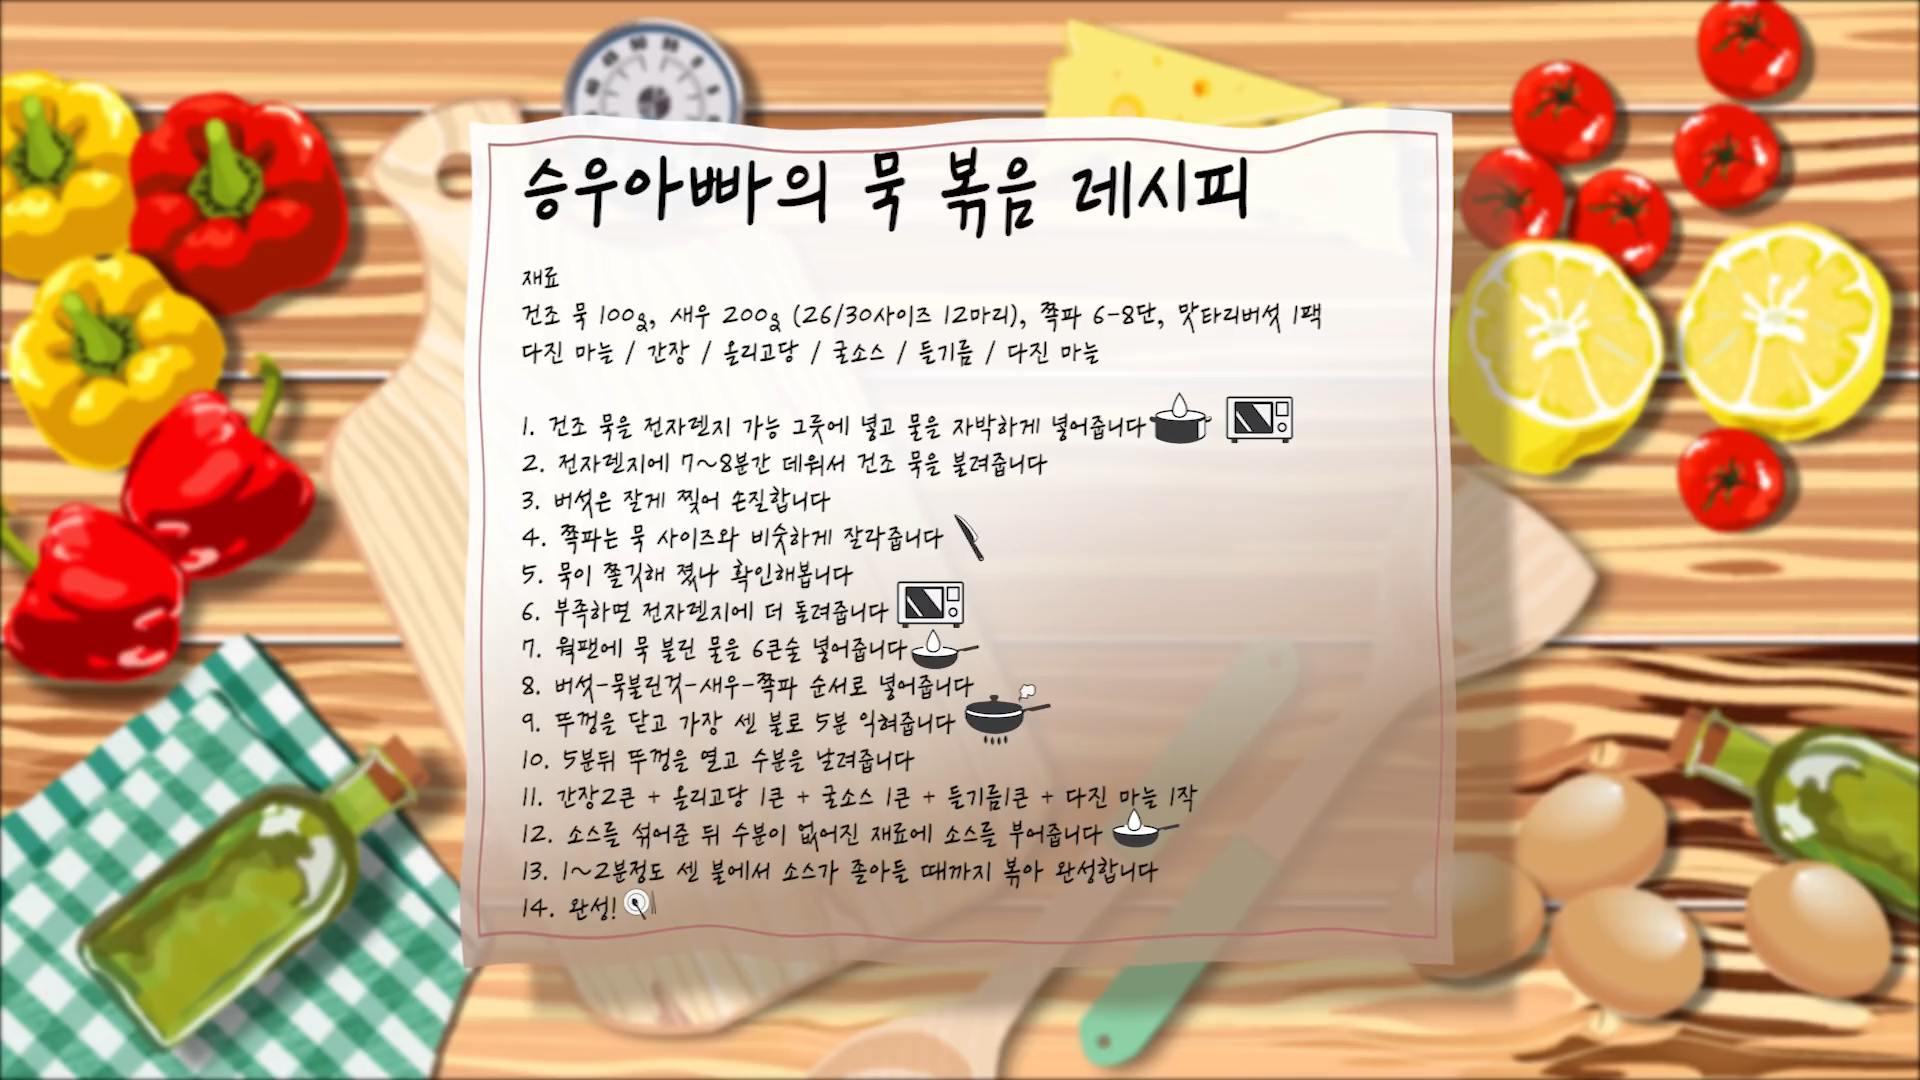 승우아빠의 묵 볶음 레시피
재료
건조 묵 100g, 새우 200g (26/30사이즈 12마리), 쪽파 6-8단, 맛타리버섯 1팩
다진 마늘 / 간장 / 올리고당 / 굴소스 / 들기름 / 다진 마늘
1. 건조 묵을 전자렌지 가능 그릇에 넣고 물을 자박하게 넣어줍니다
2. 전자렌지에 7~8분간 데워서 건조 묵을 불려줍니다
3. 버섯은 잘게 찢어 손질합니다
4. 쪽파는 묵 사이즈와 비슷하게 잘라줍니다
5. 묵이 쫄깃해 졌나 확인해봅니다
6. 부족하면 전자렌지에 더 돌려줍니다
7. 웍팬에 묵 불린 물을 6큰술 넣어줍니다
8. 버섯-묵불린것-새우-쪽파 순서로 넣어줍니다
9. 뚜껑을 닫고 가장 센 불로 5분 익혀줍니다
10. 5분뒤 뚜껑을 열고 수분을 날려줍니다
11. 간장2큰 + 올리고당 1큰 + 굴소스 1큰 + 들기름1큰 + 다진 마늘 1작
12. 소스를 섞어준 뒤 수분이 없어진 재료에 소스를 부어줍니다
13. 1~2분정도 센 불에서 소스가 졸아들 때까지 볶아 완성합니다
14. 완성!